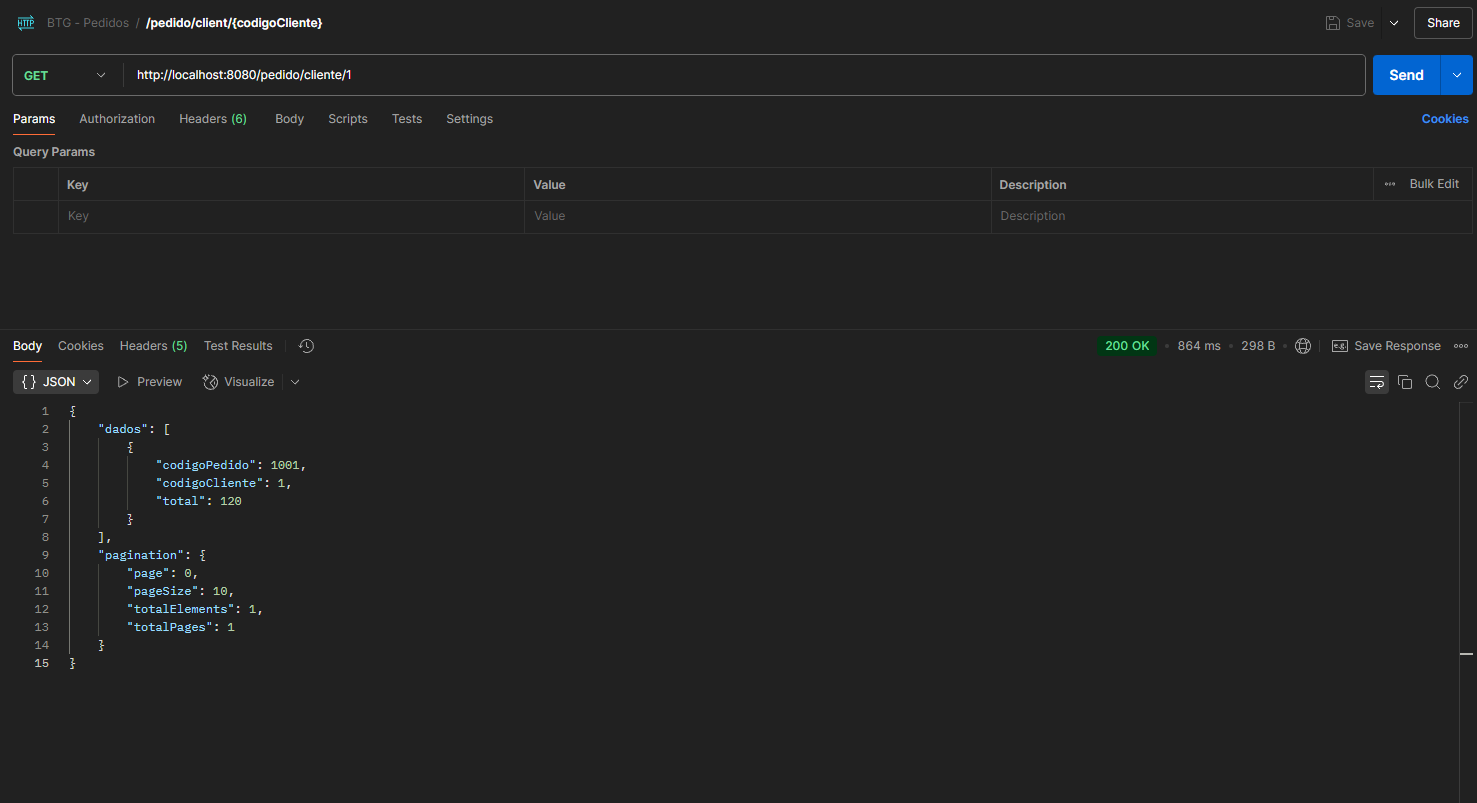 HTTP BTG - Pedidos / /pedido/client/{codigoCliente} Save Share
GET http://localhost:8080/pedido/cliente/1 Send
Params Authorization Headers (6) Body Scripts Tests Settings Cookies
Query Params
Key Value Description Bulk Edit
Key Value Description
Body Cookies Headers (5) Test Results 200 OK 864 ms 298 B e.g. Save Response
{} JSON Preview Visualize
1 {
2 "dados": [
3 {
4 "codigoPedido": 1001,
5 "codigoCliente": 1,
6 "total": 120
7 }
8 ],
9 "pagination": {
10 "page": 0,
11 "pageSize": 10,
12 "totalElements": 1,
13 "totalPages": 1
14 }
15 }